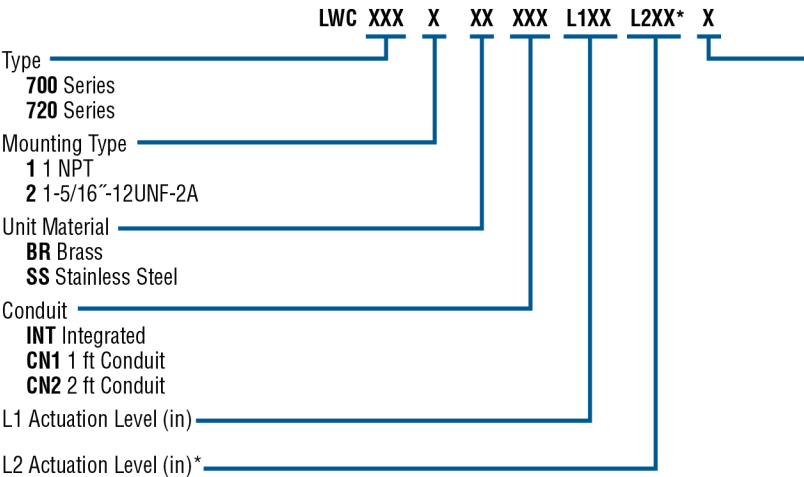 LWC XXX X XX XXX L1XX L2XX* X
Type
700 Series
720 Series
Mounting Type
1 1 NPT
2 1-5/16˝-12UNF-2A
Unit Material
BR Brass
SS Stainless Steel
Conduit
INT Integrated
CN1 1 ft Conduit
CN2 2 ft Conduit
L1 Actuation Level (in)
L2 Actuation Level (in)*